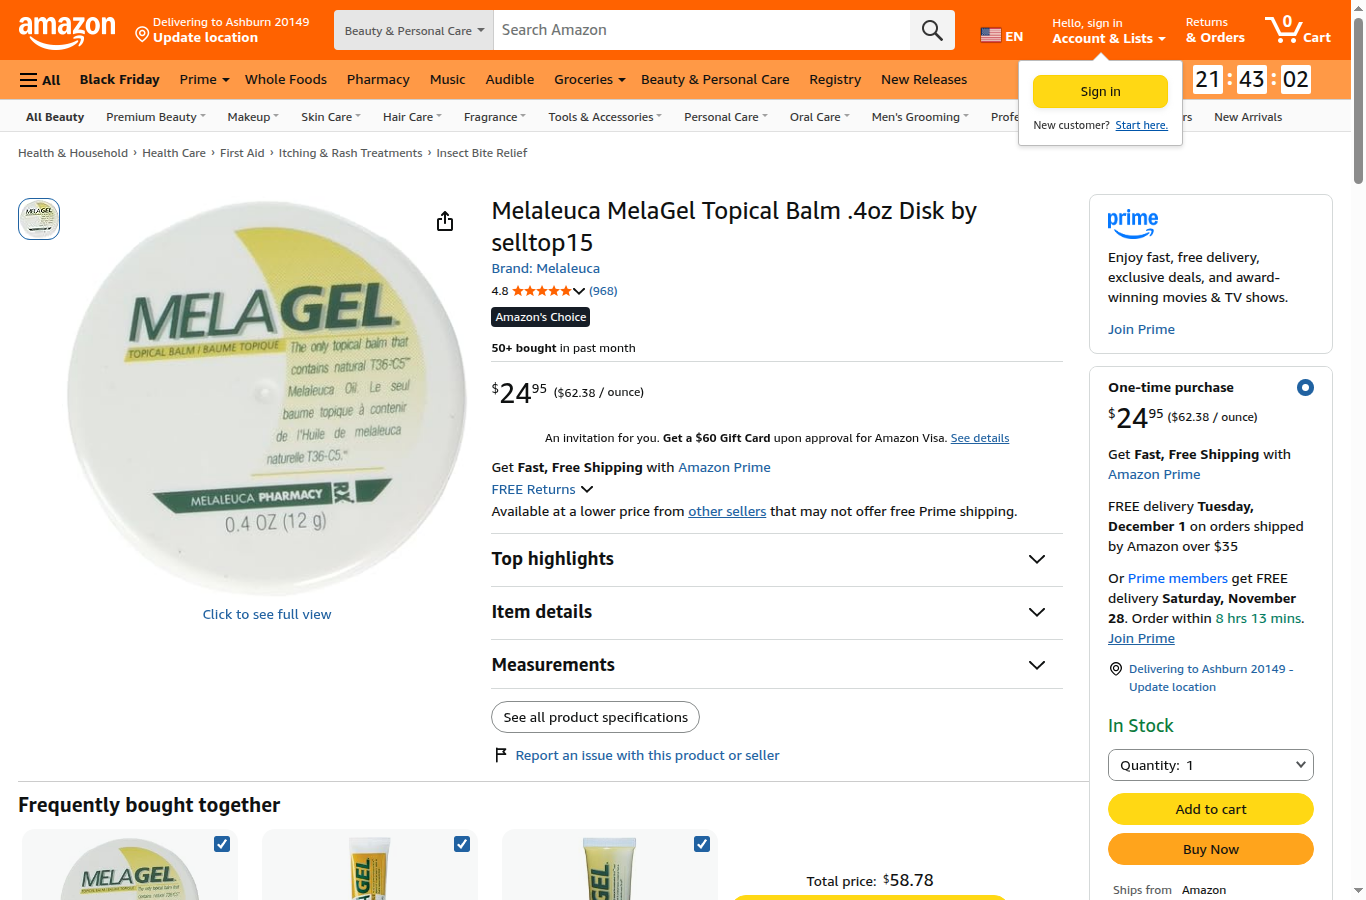 amazon
Delivering to Ashburn 20149
Update location
Beauty & Personal Care
Search Amazon
EN
Hello, sign in
Account & Lists
Returns
& Orders
0
Cart
All
Black Friday
Prime
Whole Foods
Pharmacy
Music
Audible
Groceries
Beauty & Personal Care
Registry
New Releases
21 : 43 : 02
Sign in
New customer? Start here.
All Beauty
Premium Beauty
Makeup
Skin Care
Hair Care
Fragrance
Tools & Accessories
Personal Care
Oral Care
Men's Grooming
Profe
rs
New Arrivals
Health & Household › Health Care › First Aid › Itching & Rash Treatments › Insect Bite Relief
MELAGEL
TOPICAL BALM / BAUME TOPIQUE
The only topical balm that
contains natural T36-C5™
Melaleuca Oil. Le seul
baume topique à contenir
de l'Huile de melaleuca
naturelle T36-C5.™
MELALEUCA PHARMACY RX
0.4 OZ (12 g)
Click to see full view
Melaleuca MelaGel Topical Balm .4oz Disk by
selltop15
Brand: Melaleuca
4.8 (968)
Amazon's Choice
50+ bought in past month
$24.95 ($62.38 / ounce)
An invitation for you. Get a $60 Gift Card upon approval for Amazon Visa. See details
Get Fast, Free Shipping with Amazon Prime
FREE Returns
Available at a lower price from other sellers that may not offer free Prime shipping.
Top highlights
Item details
Measurements
See all product specifications
Report an issue with this product or seller
prime
Enjoy fast, free delivery,
exclusive deals, and award-
winning movies & TV shows.
Join Prime
One-time purchase
$24.95 ($62.38 / ounce)
Get Fast, Free Shipping with
Amazon Prime
FREE delivery Tuesday,
December 1 on orders shipped
by Amazon over $35
Or Prime members get FREE
delivery Saturday, November
28. Order within 8 hrs 13 mins.
Join Prime
Delivering to Ashburn 20149 -
Update location
In Stock
Quantity: 1
Add to cart
Buy Now
Ships from Amazon
Frequently bought together
MELAGEL
GEL
GEL
Total price: $58.78